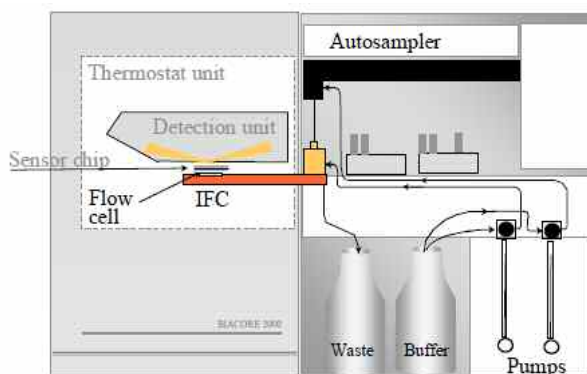 Autosampler
Thermostat unit
Detection unit
Sensor chip
Flow
cell
IFC
BIACORE 2000
Waste
Buffer
Pumps